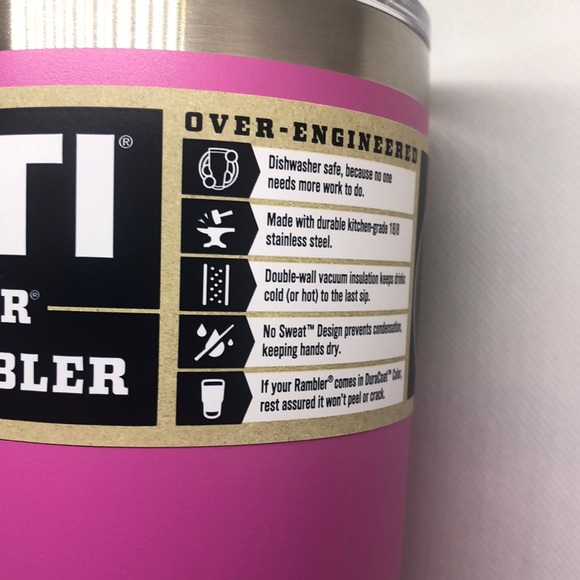 OVER-ENGINEERED
TI®
R®
BLER
Dishwasher safe, because no one
needs more work to do.
Made with durable kitchen-grade 18/8
stainless steel.
Double-wall vacuum insulation keeps drinks
cold (or hot) to the last sip.
No Sweat™ Design prevents condensation,
keeping hands dry.
If your Rambler® comes in DuraCoat™ Color,
rest assured it won't peel or crack.